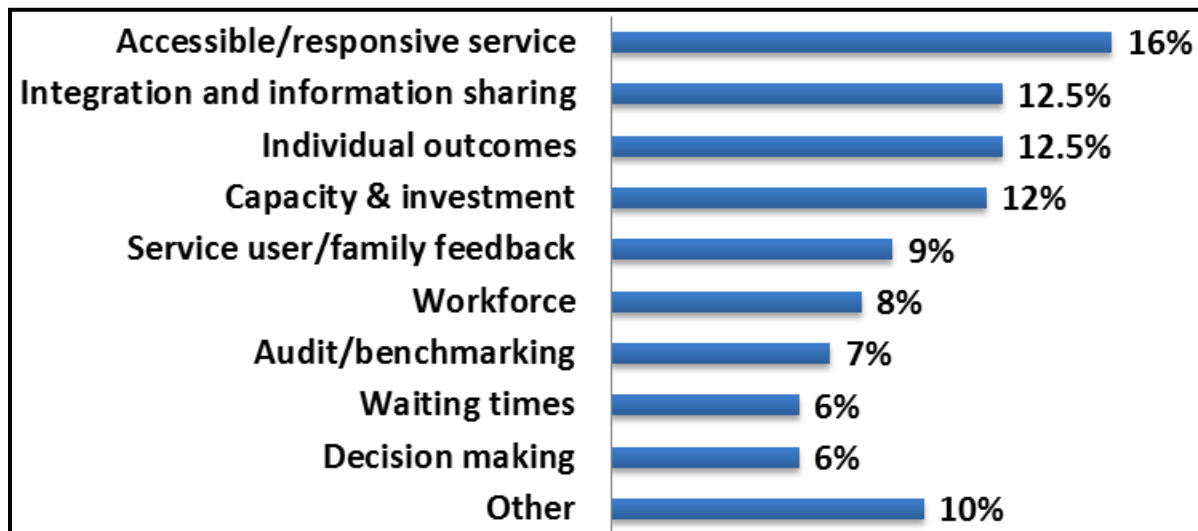 Accessible/responsive service 16%
Integration and information sharing 12.5%
Individual outcomes 12.5%
Capacity & investment 12%
Service user/family feedback 9%
Workforce 8%
Audit/benchmarking 7%
Waiting times 6%
Decision making 6%
Other 10%